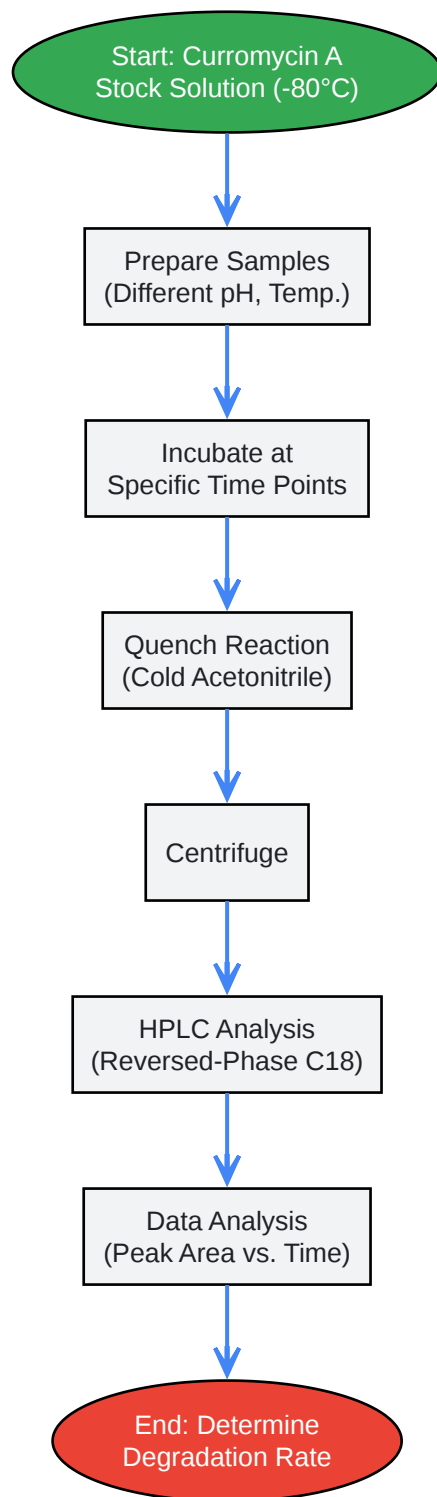 Start: Curromycin A
Stock Solution (-80°C)
Prepare Samples
(Different pH, Temp.)
Incubate at
Specific Time Points
Quench Reaction
(Cold Acetonitrile)
Centrifuge
HPLC Analysis
(Reversed-Phase C18)
Data Analysis
(Peak Area vs. Time)
End: Determine
Degradation Rate